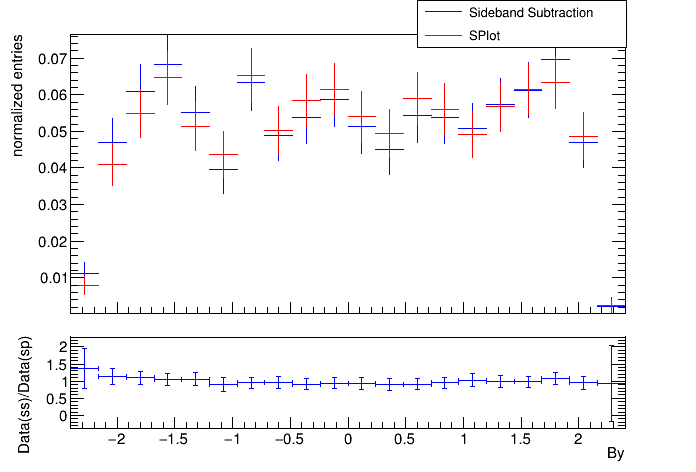 Sideband Subtraction
SPlot
normalized entries
0.07
0.06
0.05
0.04
0.03
0.02
0.01
Data(ss)/Data(sp)
2
1.5
1
0.5
0
−2 −1.5 −1 −0.5 0 0.5 1 1.5 2
By